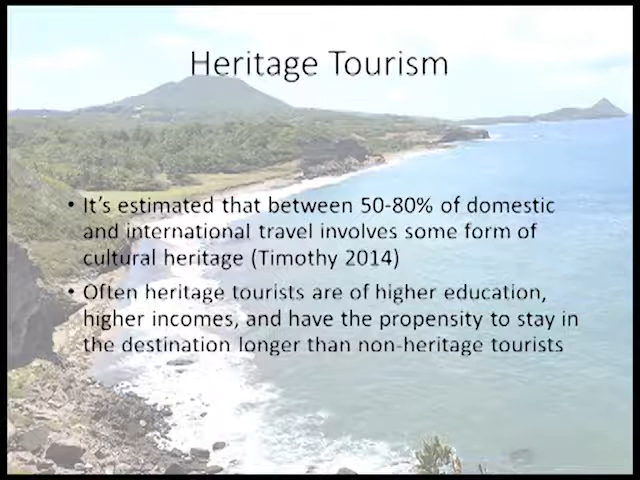 Heritage Tourism
• It's estimated that between 50-80% of domestic
and international travel involves some form of
cultural heritage (Timothy 2014)
• Often heritage tourists are of higher education,
higher incomes, and have the propensity to stay in
the destination longer than non-heritage tourists